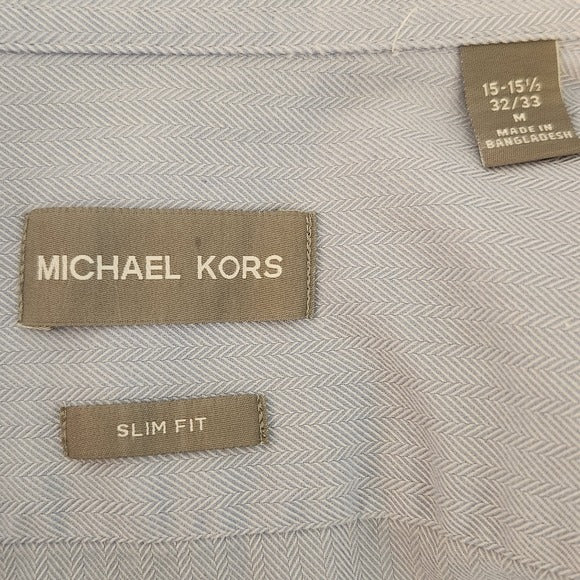 15-15½
32/33
M
MADE IN
BANGLADESH
MICHAEL KORS
SLIM FIT